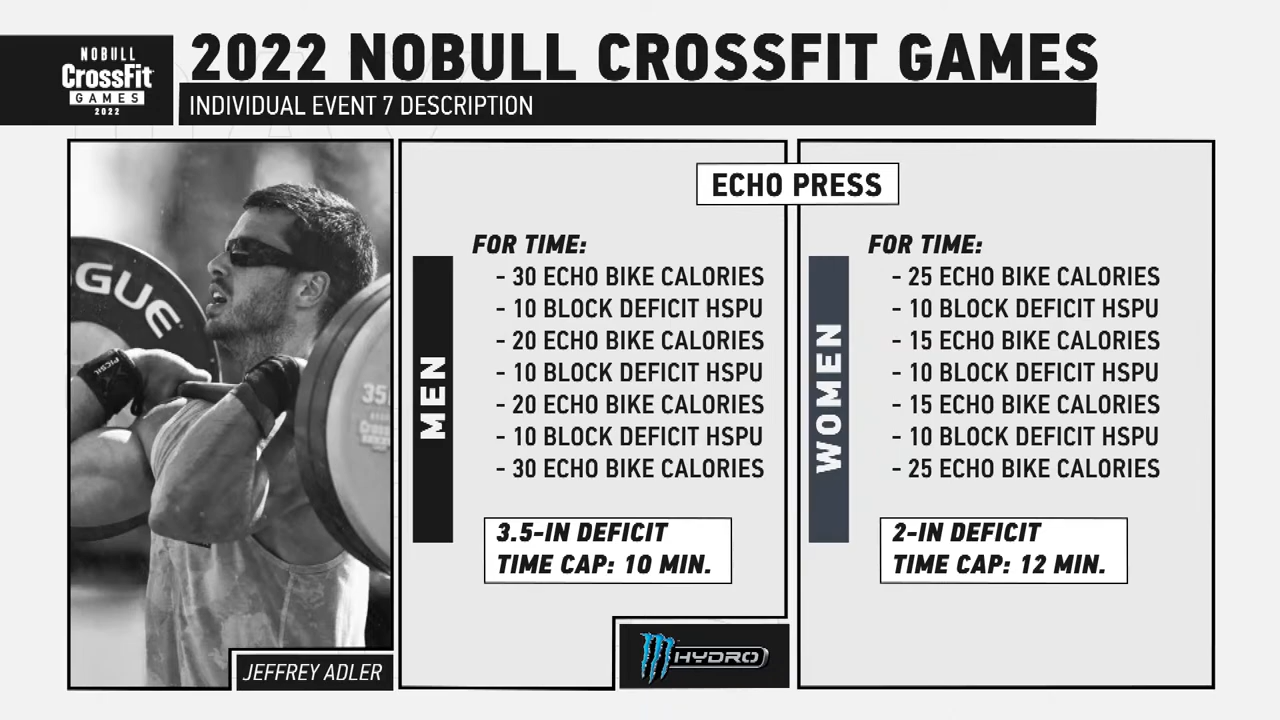 NOBULL
CrossFit
GAMES
2022
2022 NOBULL CROSSFIT GAMES
INDIVIDUAL EVENT 7 DESCRIPTION
GUE
PICSIL
35
CrossFit
JEFFREY ADLER
ECHO PRESS
MEN
FOR TIME:
- 30 ECHO BIKE CALORIES
- 10 BLOCK DEFICIT HSPU
- 20 ECHO BIKE CALORIES
- 10 BLOCK DEFICIT HSPU
- 20 ECHO BIKE CALORIES
- 10 BLOCK DEFICIT HSPU
- 30 ECHO BIKE CALORIES
3.5-IN DEFICIT
TIME CAP: 10 MIN.
HYDRO
WOMEN
FOR TIME:
- 25 ECHO BIKE CALORIES
- 10 BLOCK DEFICIT HSPU
- 15 ECHO BIKE CALORIES
- 10 BLOCK DEFICIT HSPU
- 15 ECHO BIKE CALORIES
- 10 BLOCK DEFICIT HSPU
- 25 ECHO BIKE CALORIES
2-IN DEFICIT
TIME CAP: 12 MIN.